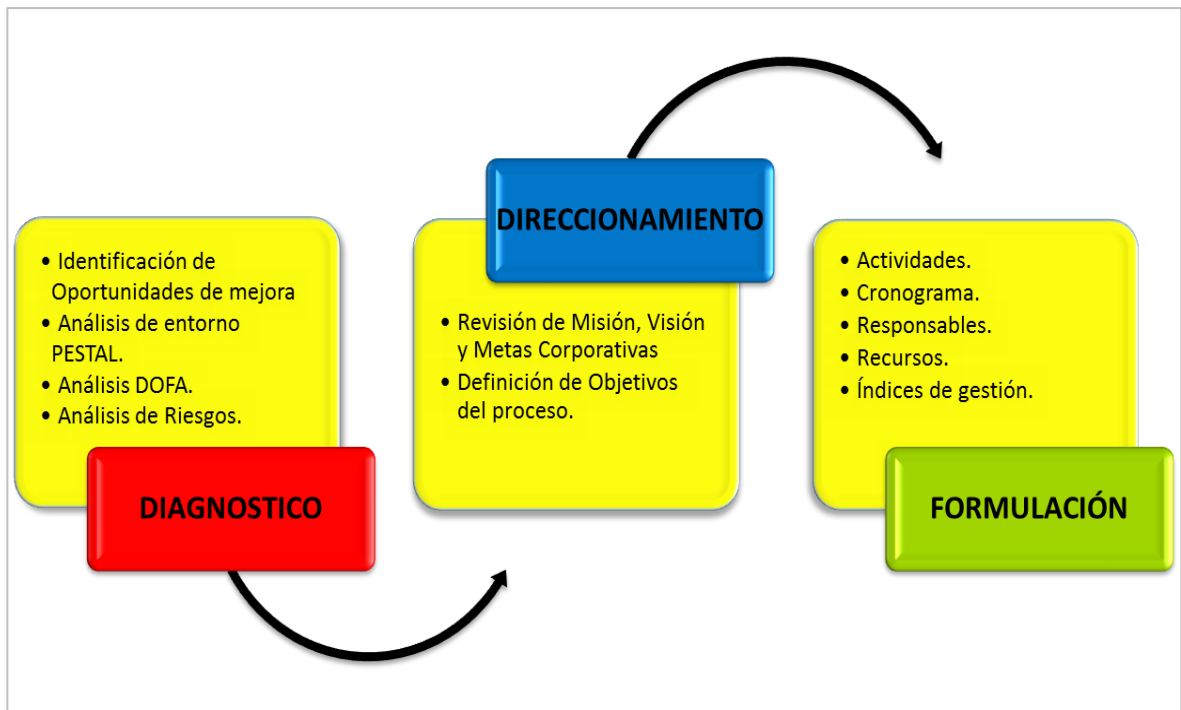 • Identificación de
Oportunidades de mejora
• Análisis de entorno
PESTAL.
• Análisis DOFA.
• Análisis de Riesgos.
DIAGNOSTICO
DIRECCIONAMIENTO
• Revisión de Misión, Visión
y Metas Corporativas
• Definición de Objetivos
del proceso.
• Actividades.
• Cronograma.
• Responsables.
• Recursos.
• Índices de gestión.
FORMULACIÓN